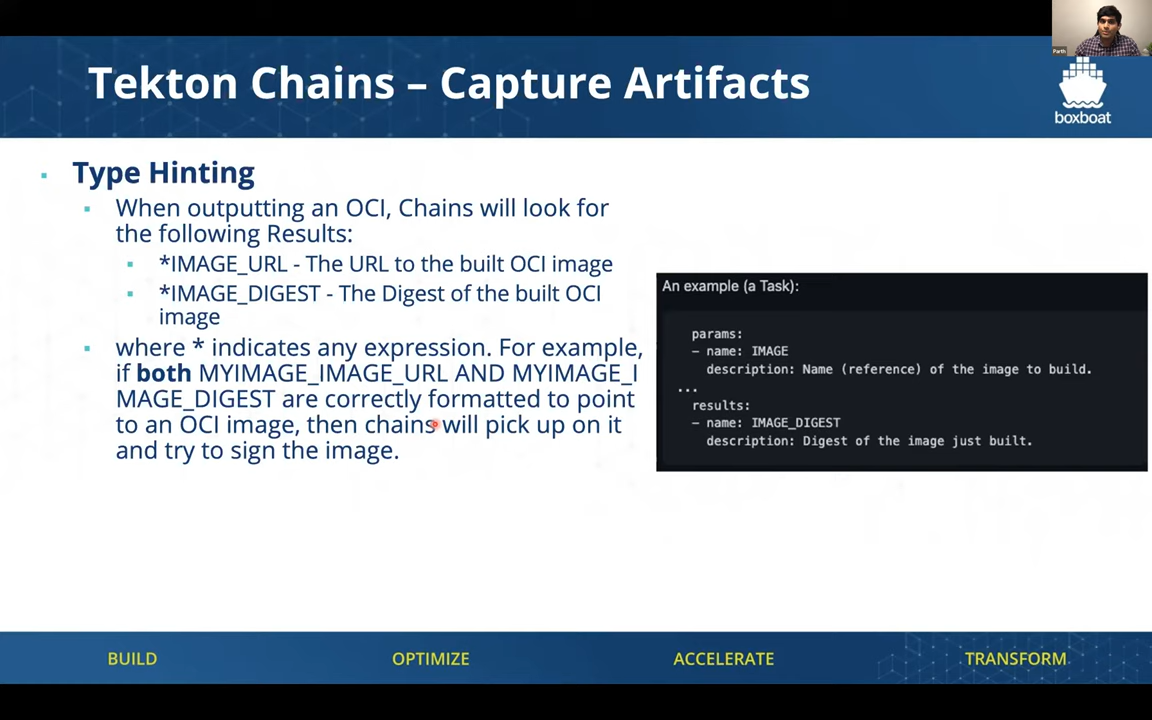 Parth
Tekton Chains – Capture Artifacts
boxboat
Type Hinting
When outputting an OCI, Chains will look for
the following Results:
*IMAGE_URL - The URL to the built OCI image
*IMAGE_DIGEST - The Digest of the built OCI
image
where * indicates any expression. For example,
if both MYIMAGE_IMAGE_URL AND MYIMAGE_I
MAGE_DIGEST are correctly formatted to point
to an OCI image, then chains will pick up on it
and try to sign the image.
An example (a Task):
params:
– name: IMAGE
description: Name (reference) of the image to build.
...
results:
– name: IMAGE_DIGEST
description: Digest of the image just built.
BUILD
OPTIMIZE
ACCELERATE
TRANSFORM